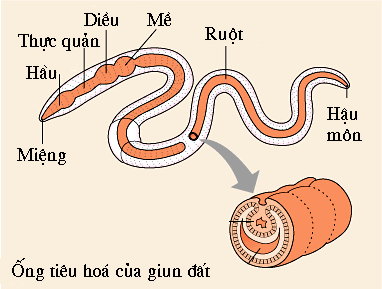 Diều
Mề
Thực quản
Ruột
Hầu
Hậu
môn
Miệng
Ống tiêu hoá của giun đất